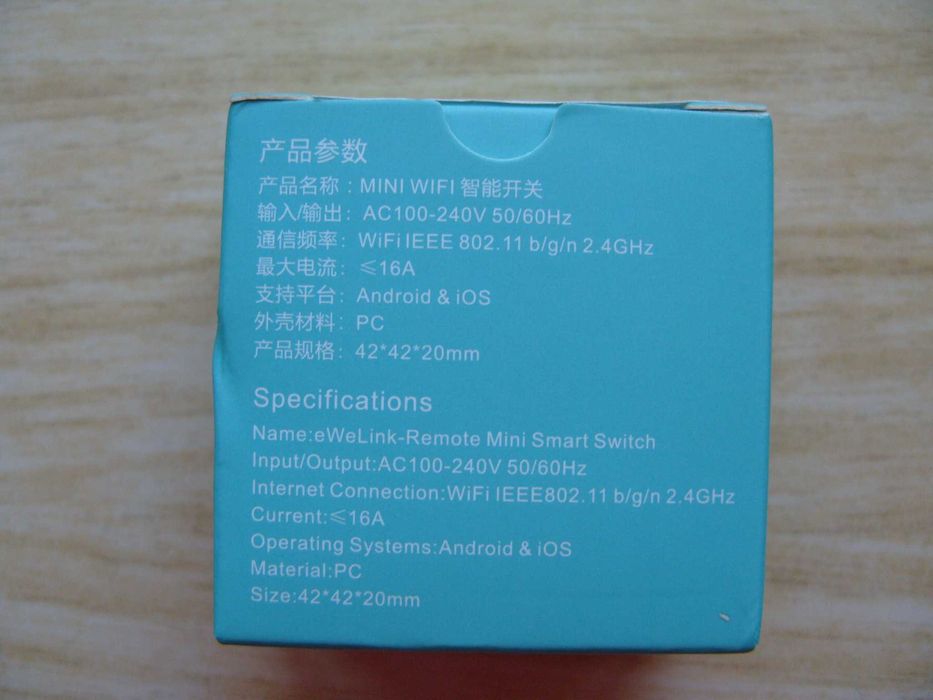 产品参数
产品名称：MINI WIFI 智能开关
输入/输出：AC100-240V 50/60Hz
通信频率：WiFi IEEE 802.11 b/g/n 2.4GHz
最大电流：≤16A
支持平台：Android & iOS
外壳材料：PC
产品规格：42*42*20mm
Specifications
Name:eWeLink-Remote Mini Smart Switch
Input/Output:AC100-240V 50/60Hz
Internet Connection:WiFi IEEE802.11 b/g/n 2.4GHz
Current:≤16A
Operating Systems:Android & iOS
Material:PC
Size:42*42*20mm